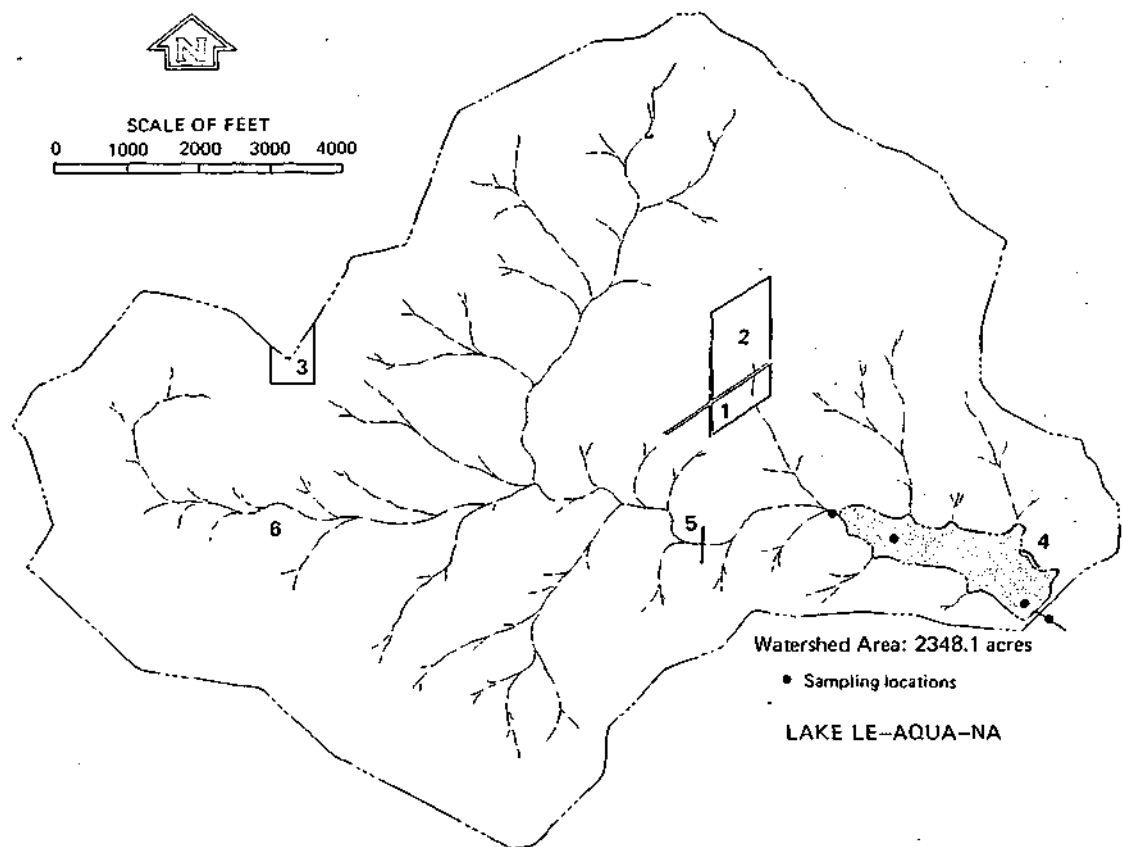 N
SCALE OF FEET
0 1000 2000 3000 4000
2
3
1
5
6
4
Watershed Area: 2348.1 acres
Sampling locations
LAKE LE-AQUA-NA